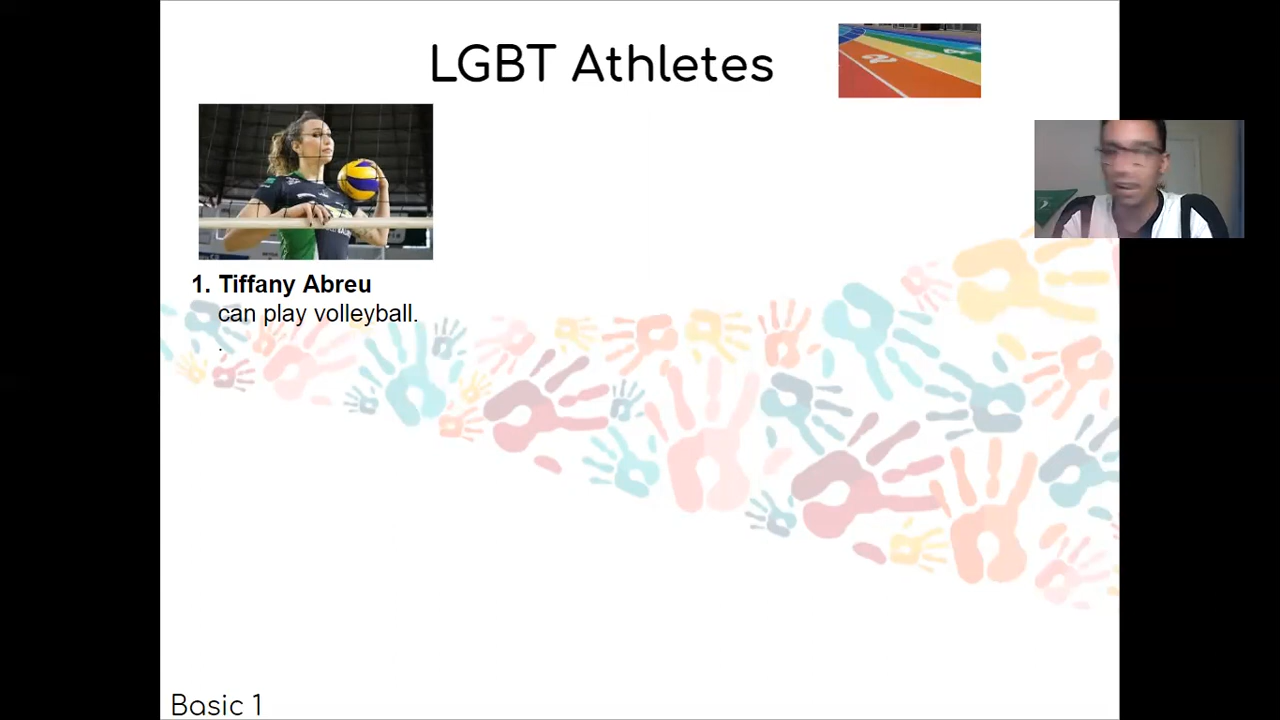 LGBT Athletes
1. Tiffany Abreu
can play volleyball.
.
Basic 1